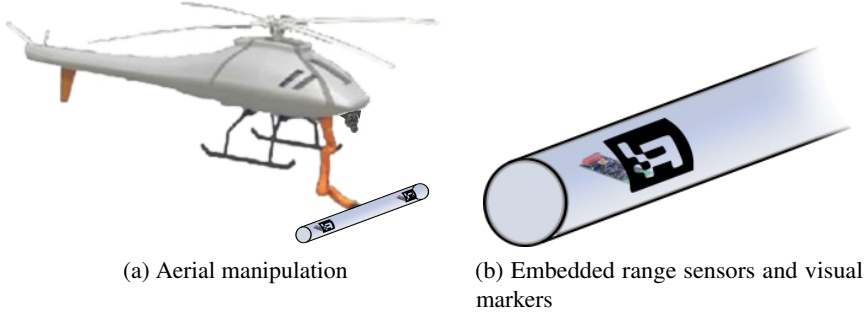 (a) Aerial manipulation
(b) Embedded range sensors and visual
markers